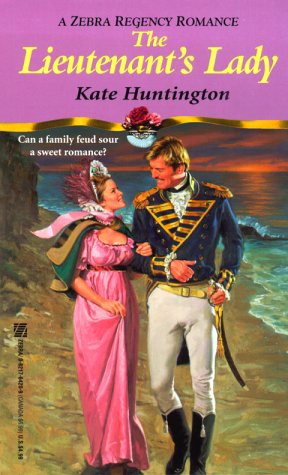 A ZEBRA REGENCY ROMANCE
The
Lieutenant's Lady
Kate Huntington
Can a family feud sour
a sweet romance?